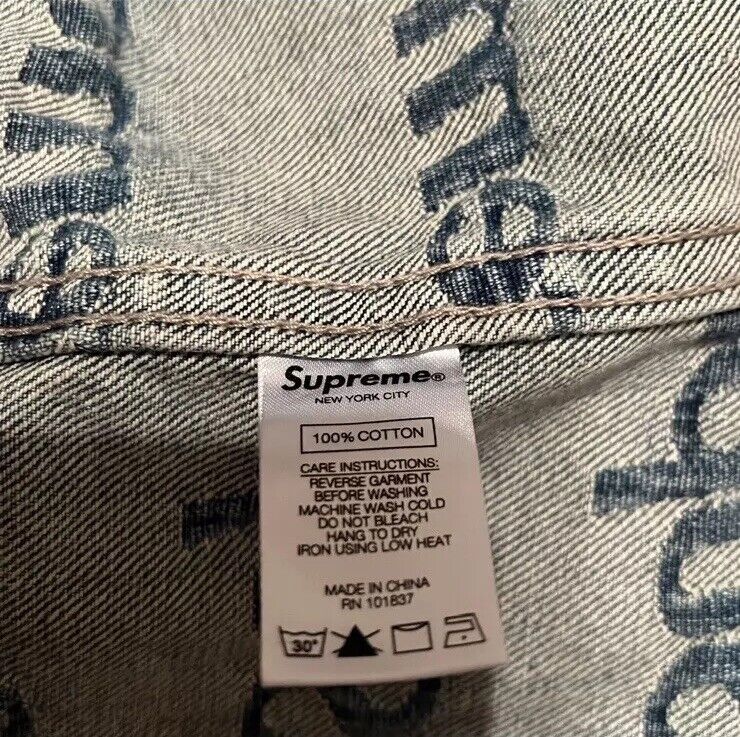 Supreme®
NEW YORK CITY
100% COTTON
CARE INSTRUCTIONS:
REVERSE GARMENT
BEFORE WASHING
MACHINE WASH COLD
DO NOT BLEACH
HANG TO DRY
IRON USING LOW HEAT
MADE IN CHINA
RN 101837
30°